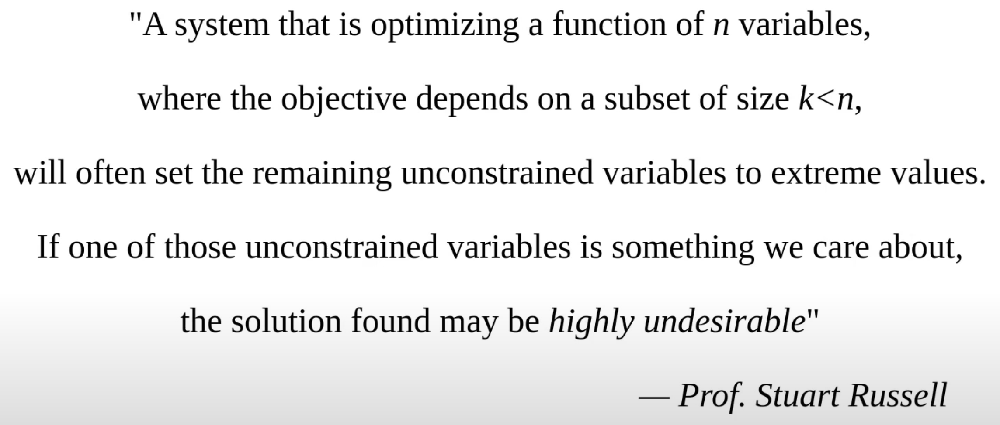 "A system that is optimizing a function of n variables,
where the objective depends on a subset of size k<n,
will often set the remaining unconstrained variables to extreme values.
If one of those unconstrained variables is something we care about,
the solution found may be highly undesirable"
— Prof. Stuart Russell